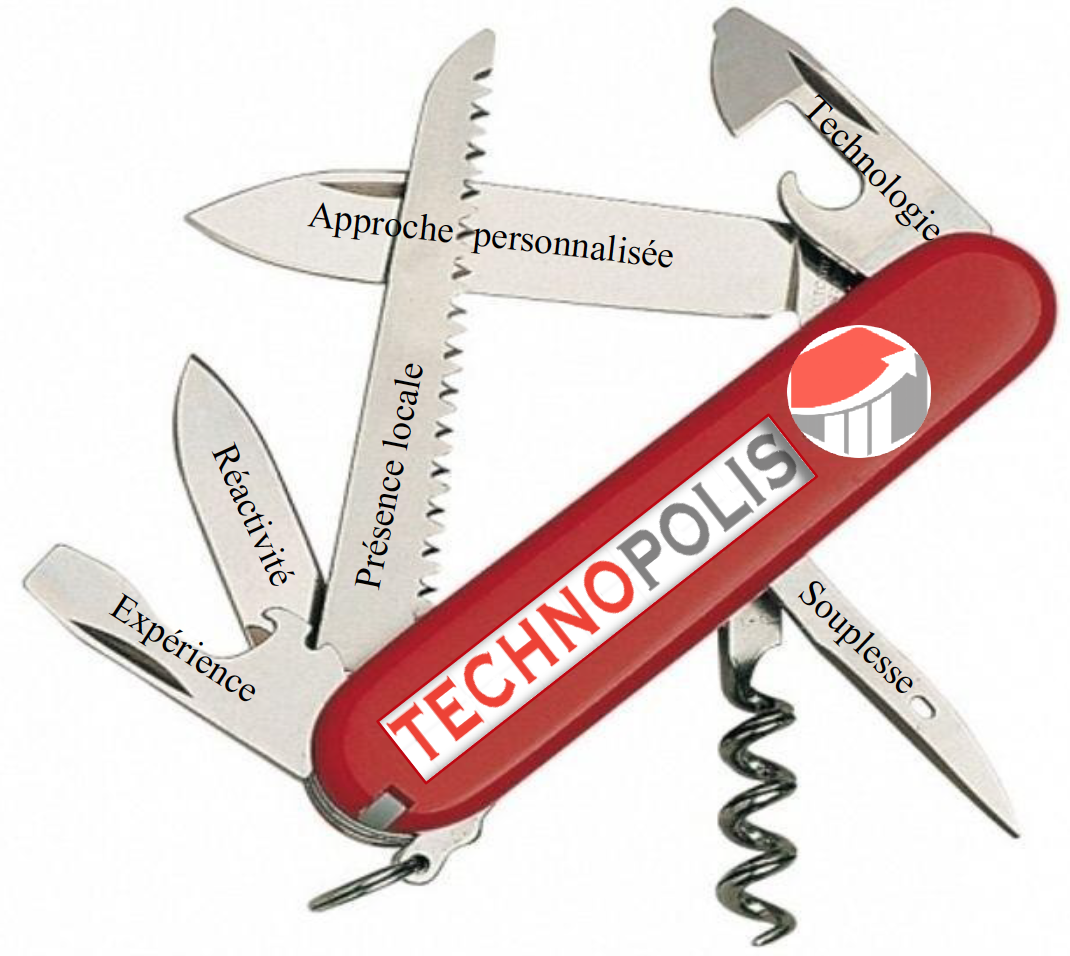 Technologie
Approche personnalisée
Présence locale
Réactivité
Expérience
TECHNOPOLIS
Souplesse